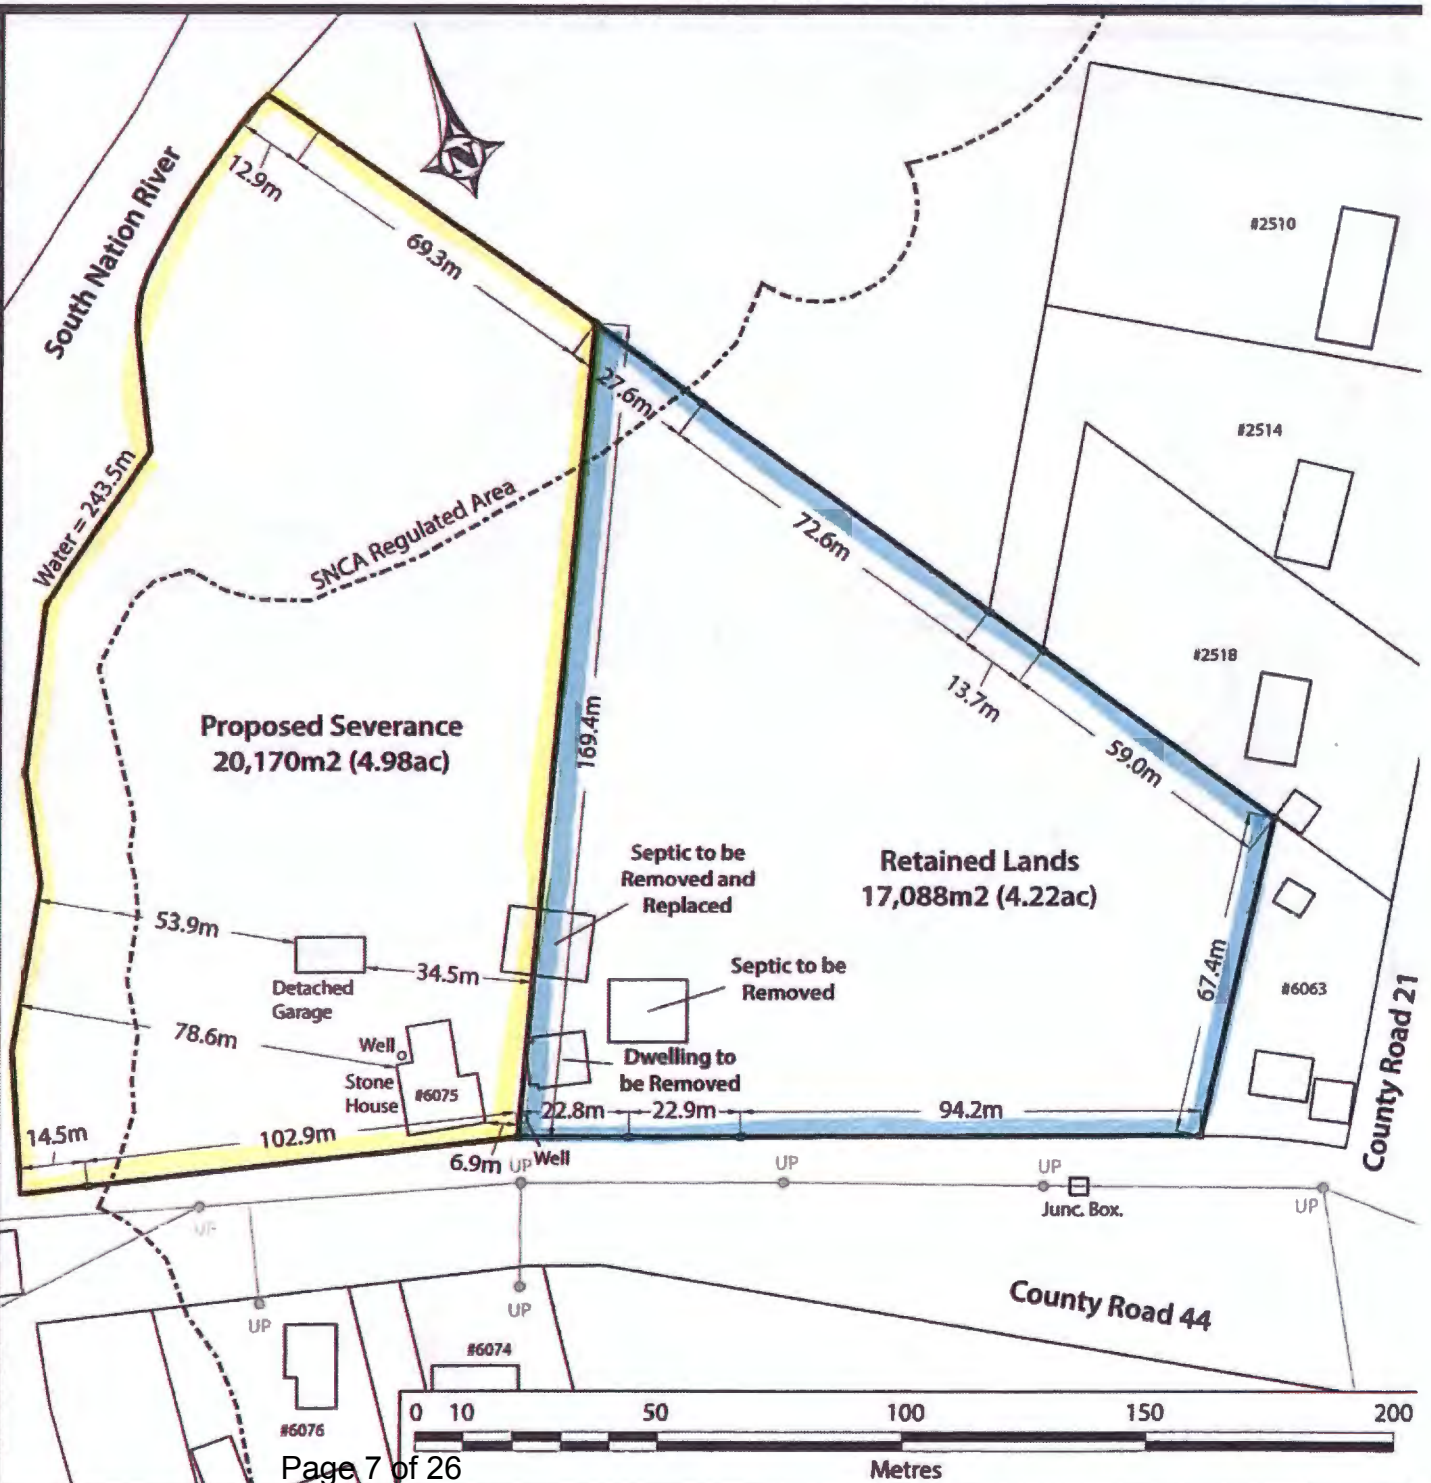 12.9m
69.3m
South Nation River
N
#2510
27.6m
#2514
Water = 243.5m
SNCA Regulated Area
72.6m
#2518
13.7m
Proposed Severance
20,170m2 (4.98ac)
169.4m
59.0m
Septic to be
Removed and
Replaced
Retained Lands
17,088m2 (4.22ac)
53.9m
34.5m
Detached
Garage
Septic to be
Removed
67.4m
#6063
County Road 21
78.6m
Well
Stone
House
#6075
Dwelling to
be Removed
22.8m
22.9m
94.2m
14.5m
102.9m
6.9m
UP
Well
UP
UP
Junc. Box.
UP
UP
UP
UP
County Road 44
#6074
#6076
0 10 50 100 150 200
Metres
Page 7 of 26